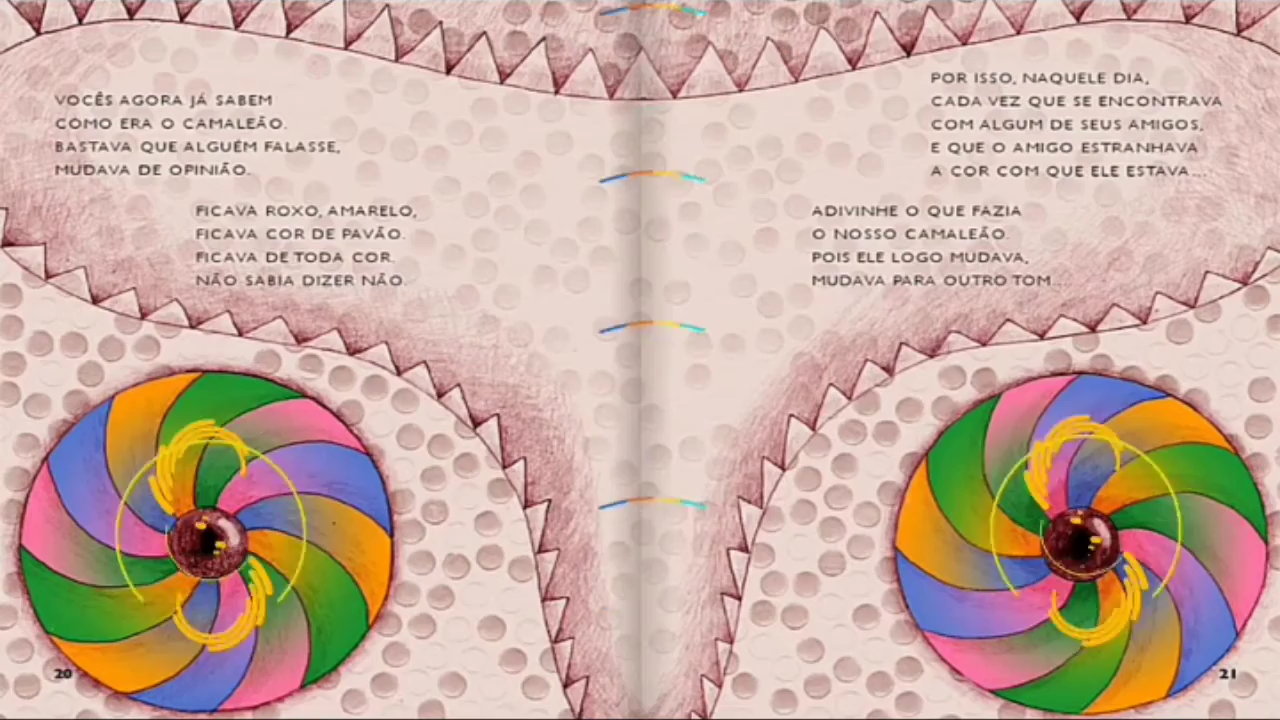 VOCÊS AGORA JÁ SABEM
COMO ERA O CAMALEÃO.
BASTAVA QUE ALGUÉM FALASSE,
MUDAVA DE OPINIÃO.
FICAVA ROXO, AMARELO,
FICAVA COR DE PAVÃO.
FICAVA DE TODA COR.
NÃO SABIA DIZER NÃO.
20
POR ISSO, NAQUELE DIA,
CADA VEZ QUE SE ENCONTRAVA
COM ALGUM DE SEUS AMIGOS,
E QUE O AMIGO ESTRANHAVA
A COR COM QUE ELE ESTAVA...
ADIVINHE O QUE FAZIA
O NOSSO CAMALEÃO.
POIS ELE LOGO MUDAVA,
MUDAVA PARA OUTRO TOM...
21